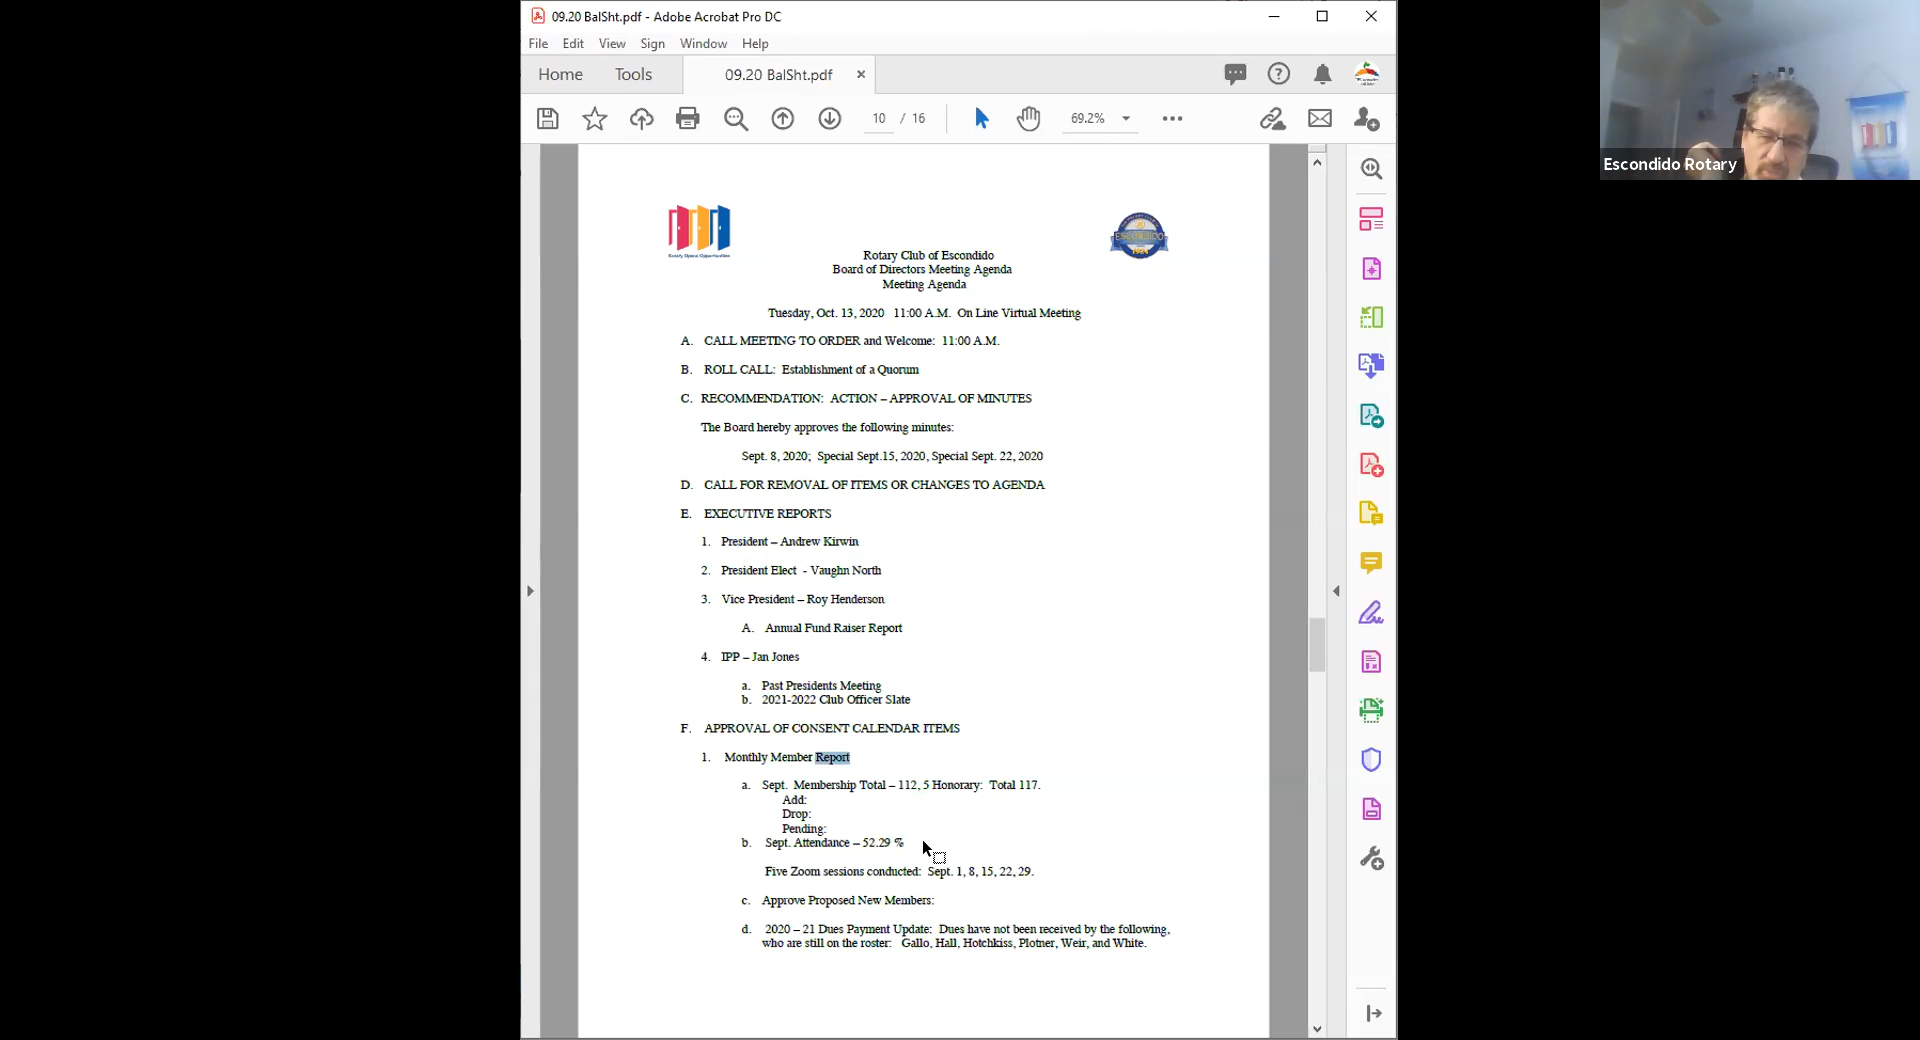 09.20 BalSht.pdf - Adobe Acrobat Pro DC
File Edit View Sign Window Help
Home Tools 09.20 BalSht.pdf
10 / 16 69.2%
Escondido Rotary
Rotary Opens Opportunities
ESCONDIDO
Rotary Club of Escondido
Board of Directors Meeting Agenda
Meeting Agenda
Tuesday, Oct. 13, 2020 11:00 A.M. On Line Virtual Meeting
A. CALL MEETING TO ORDER and Welcome: 11:00 A.M.
B. ROLL CALL: Establishment of a Quorum
C. RECOMMENDATION: ACTION – APPROVAL OF MINUTES
The Board hereby approves the following minutes:
Sept. 8, 2020; Special Sept.15, 2020, Special Sept. 22, 2020
D. CALL FOR REMOVAL OF ITEMS OR CHANGES TO AGENDA
E. EXECUTIVE REPORTS
1. President – Andrew Kirwin
2. President Elect - Vaughn North
3. Vice President – Roy Henderson
A. Annual Fund Raiser Report
4. IPP – Jan Jones
a. Past Presidents Meeting
b. 2021-2022 Club Officer Slate
F. APPROVAL OF CONSENT CALENDAR ITEMS
1. Monthly Member Report
a. Sept. Membership Total – 112, 5 Honorary: Total 117.
Add:
Drop:
Pending:
b. Sept. Attendance – 52.29 %
Five Zoom sessions conducted: Sept. 1, 8, 15, 22, 29.
c. Approve Proposed New Members:
d. 2020 – 21 Dues Payment Update: Dues have not been received by the following,
who are still on the roster: Gallo, Hall, Hotchkiss, Plotner, Weir, and White.